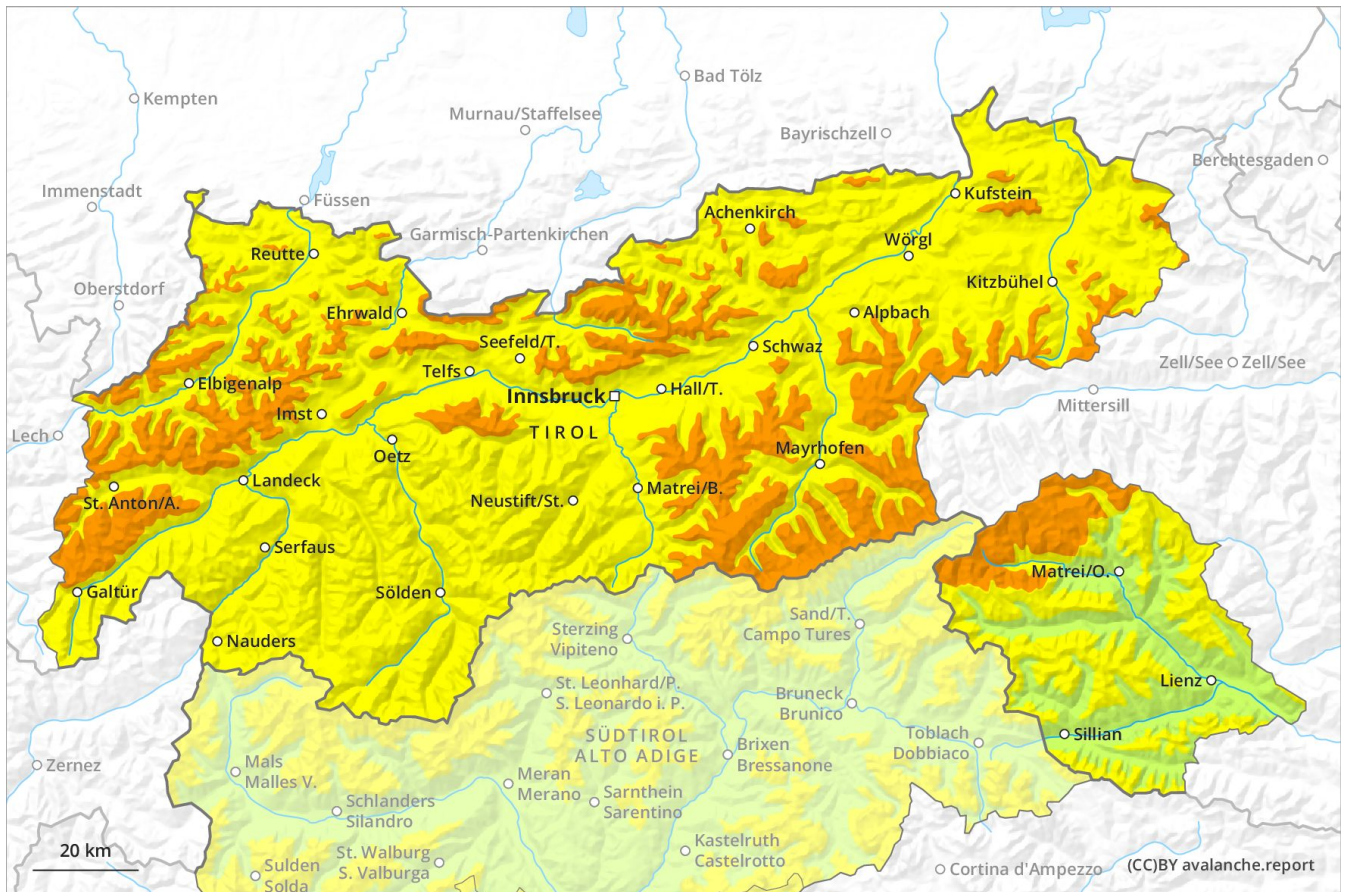 Bad Tölz
Kempten
Murnau/Staffelsee
Bayrischzell
Berchtesgaden
Immenstadt
Füssen
Kufstein
Achenkirch
Garmisch-Partenkirchen
Wörgl
Reutte
Oberstdorf
Kitzbühel
Ehrwald
Alpbach
Seefeld/T.
Schwaz
Zell/See
Zell/See
Telfs
Elbigenalp
Hall/T.
Innsbruck
Mittersill
Imst
TIROL
Lech
Oetz
Mayrhofen
Landeck
St. Anton/A.
Neustift/St.
Matrei/B.
Serfaus
Matrei/O.
Galtür
Sölden
Sand/T.
Campo Tures
Sterzing
Vipiteno
Nauders
Lienz
St. Leonhard/P.
S. Leonardo i. P.
Bruneck
Brunico
SÜDTIROL
ALTO ADIGE
Sillian
Toblach
Dobbiaco
Brixen
Bressanone
Zernez
Mals
Malles V.
Meran
Merano
Sarnthein
Sarentino
Schlanders
Silandro
Kastelruth
Castelrotto
20 km
St. Walburg
S. Valburga
Sulden
Solda
Cortina d'Ampezzo
(CC)BY avalanche.report